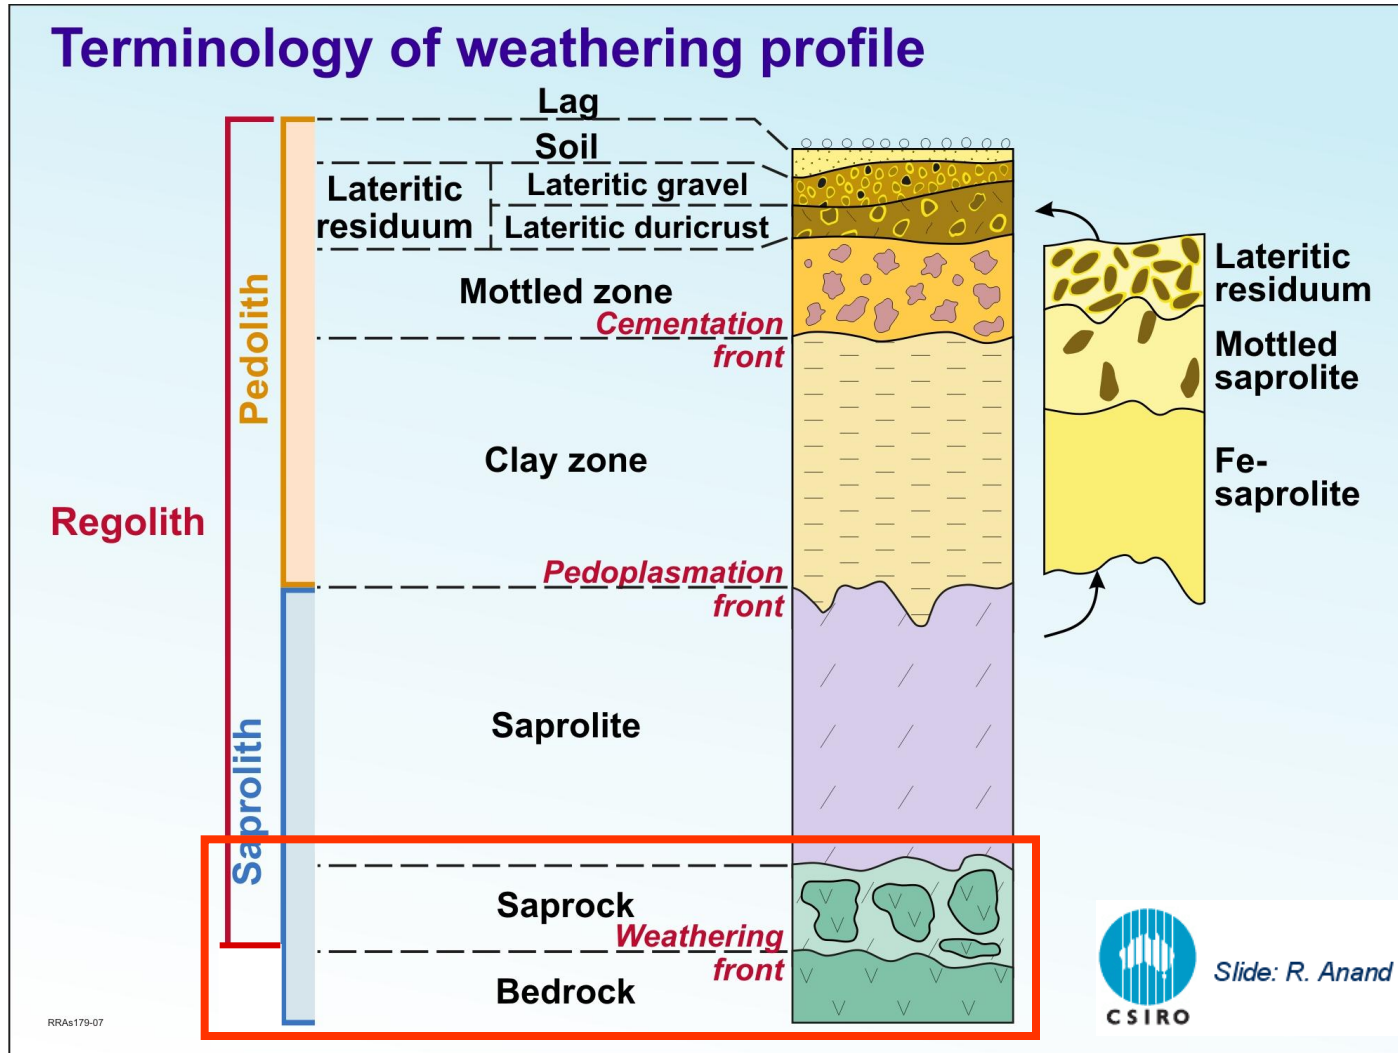 Terminology of weathering profile
Lag
Soil
Lateritic
residuum
Lateritic gravel
Lateritic duricrust
Mottled zone
Cementation
front
Clay zone
Pedoplasmation
front
Saprolite
Saprock
Weathering
front
Bedrock
Regolith
Pedolith
Saprolith
Lateritic
residuum
Mottled
saprolite
Fe-
saprolite
CSIRO
Slide: R. Anand
RRAs179-07